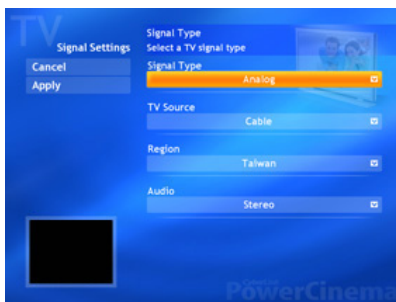 TV
Signal Settings
Cancel
Apply
Signal Type
Select a TV signal type
Signal Type
Analog
TV Source
Cable
Region
Taiwan
Audio
Stereo
CyberLink
PowerCinema